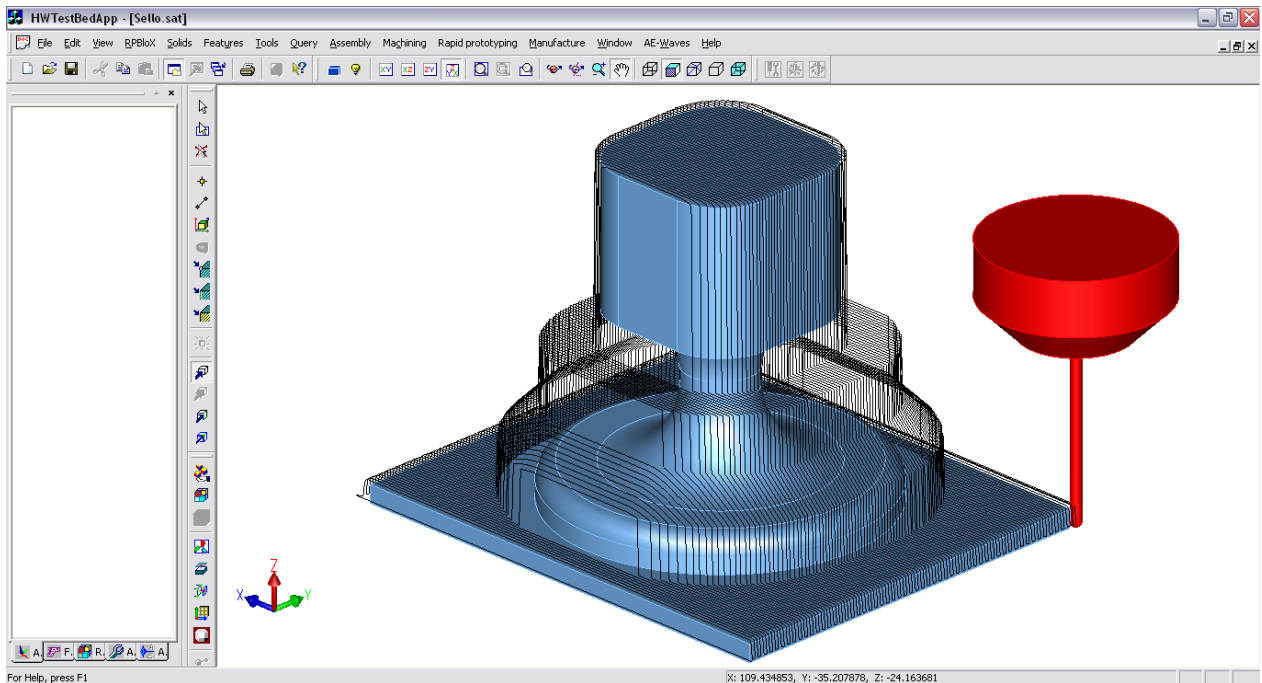 HWTestBedApp - [Sello.sat]
File Edit View RPBloX Solids Features Tools Query Assembly Machining Rapid prototyping Manufacture Window AE-Waves Help
XY XZ ZY
Z
X Y
A. F. R. A. A.
For Help, press F1 X: 109.434853, Y: -35.207878, Z: -24.163681